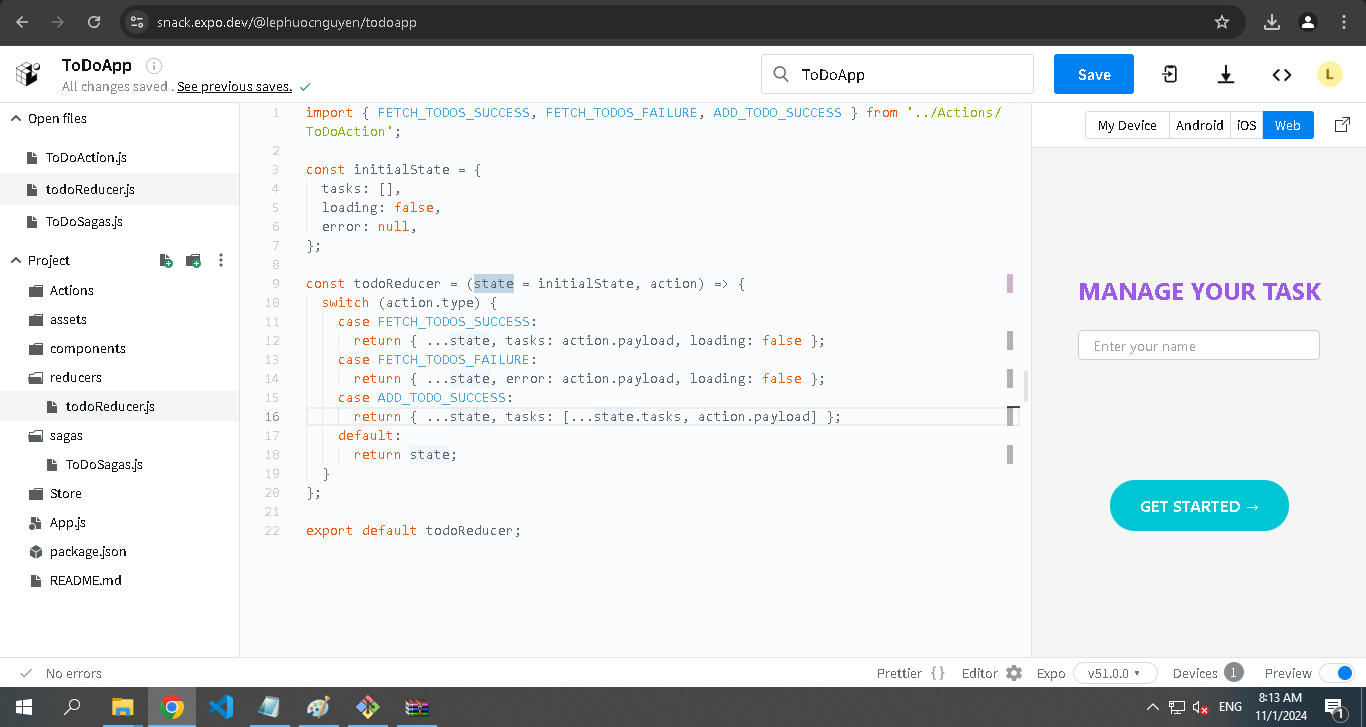 snack.expo.dev/@lephuocnguyen/todoapp
ToDoApp
All changes saved . See previous saves.
ToDoApp
Save
L
Open files
ToDoAction.js
todoReducer.js
ToDoSagas.js
Project
Actions
assets
components
reducers
todoReducer.js
sagas
ToDoSagas.js
Store
App.js
package.json
README.md
1 import { FETCH_TODOS_SUCCESS, FETCH_TODOS_FAILURE, ADD_TODO_SUCCESS } from '../Actions/
ToDoAction';
2
3 const initialState = {
4 tasks: [],
5 loading: false,
6 error: null,
7 };
8
9 const todoReducer = (state = initialState, action) => {
10 switch (action.type) {
11 case FETCH_TODOS_SUCCESS:
12 return { ...state, tasks: action.payload, loading: false };
13 case FETCH_TODOS_FAILURE:
14 return { ...state, error: action.payload, loading: false };
15 case ADD_TODO_SUCCESS:
16 return { ...state, tasks: [...state.tasks, action.payload] };
17 default:
18 return state;
19 }
20 };
21
22 export default todoReducer;
My Device Android iOS Web
MANAGE YOUR TASK
Enter your name
GET STARTED →
No errors
Prettier {} Editor Expo v51.0.0 Devices 1 Preview
ENG
8:13 AM
11/1/2024
1